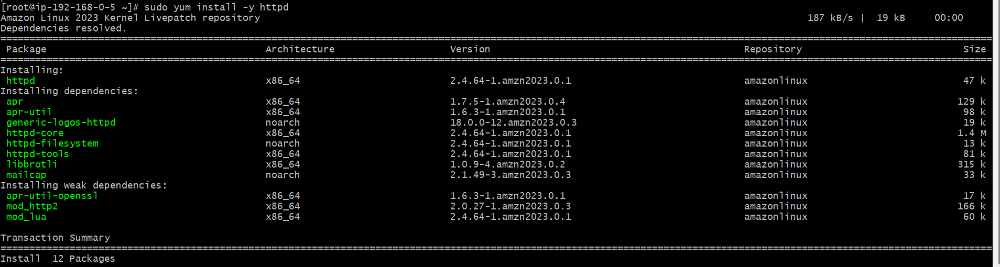 [root@ip-192-168-0-5 ~]# sudo yum install -y httpd
Amazon Linux 2023 Kernel Livepatch repository 187 kB/s | 19 kB 00:00
Dependencies resolved.
================================================================================
Package Architecture Version Repository Size
================================================================================
Installing:
httpd x86_64 2.4.64-1.amzn2023.0.1 amazonlinux 47 k
Installing dependencies:
apr x86_64 1.7.5-1.amzn2023.0.4 amazonlinux 129 k
apr-util x86_64 1.6.3-1.amzn2023.0.1 amazonlinux 98 k
generic-logos-httpd noarch 18.0.0-12.amzn2023.0.3 amazonlinux 19 k
httpd-core x86_64 2.4.64-1.amzn2023.0.1 amazonlinux 1.4 M
httpd-filesystem noarch 2.4.64-1.amzn2023.0.1 amazonlinux 13 k
httpd-tools x86_64 2.4.64-1.amzn2023.0.1 amazonlinux 81 k
libbrotli x86_64 1.0.9-4.amzn2023.0.2 amazonlinux 315 k
mailcap noarch 2.1.49-3.amzn2023.0.3 amazonlinux 33 k
Installing weak dependencies:
apr-util-openssl x86_64 1.6.3-1.amzn2023.0.1 amazonlinux 17 k
mod_http2 x86_64 2.0.27-1.amzn2023.0.3 amazonlinux 166 k
mod_lua x86_64 2.4.64-1.amzn2023.0.1 amazonlinux 60 k
Transaction Summary
================================================================================
Install 12 Packages